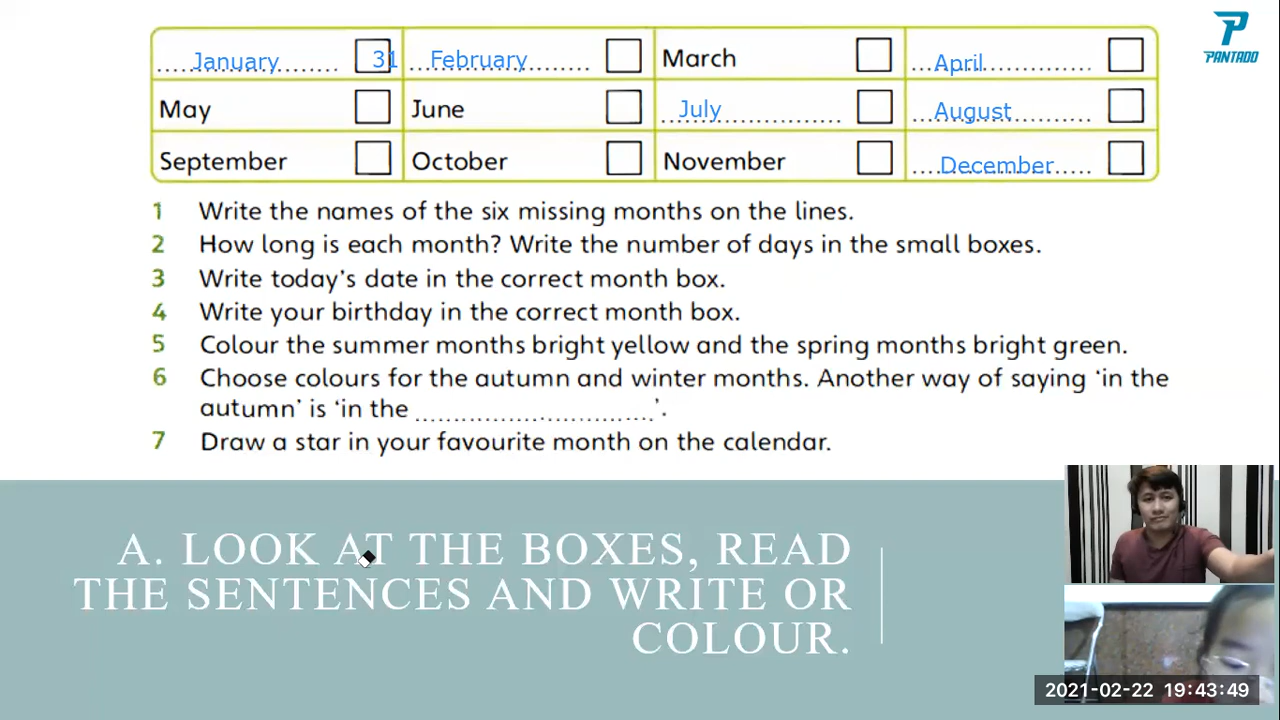 January 31 February March April
May June July August
September October November December
1 Write the names of the six missing months on the lines.
2 How long is each month? Write the number of days in the small boxes.
3 Write today's date in the correct month box.
4 Write your birthday in the correct month box.
5 Colour the summer months bright yellow and the spring months bright green.
6 Choose colours for the autumn and winter months. Another way of saying ‘in the
autumn’ is ‘in the ................................’.
7 Draw a star in your favourite month on the calendar.
PANTADO
A. LOOK AT THE BOXES, READ
THE SENTENCES AND WRITE OR
COLOUR.
2021-02-22 19:43:49